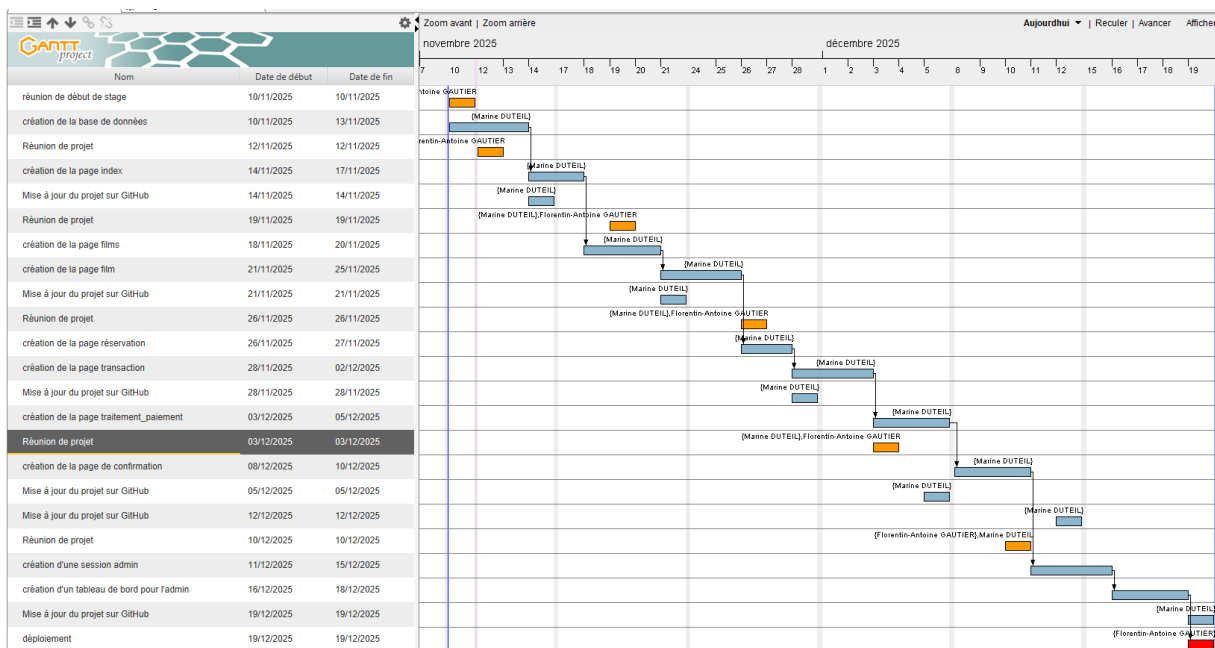 Zoom avant | Zoom arrière
Aujourd'hui ▼ | Reculer | Avancer Afficher
GANTT
project
novembre 2025
décembre 2025
7 10 12 13 14 17 18 19 20 21 24 25 26 27 28 1 2 3 4 5 8 9 10 11 12 15 16 17 18 19
Nom Date de début Date de fin
réunion de début de stage 10/11/2025 10/11/2025 ntoine GAUTIER
création de la base de données 10/11/2025 13/11/2025 {Marine DUTEIL}
Réunion de projet 12/11/2025 12/11/2025 rentin-Antoine GAUTIER
création de la page index 14/11/2025 17/11/2025 {Marine DUTEIL}
Mise à jour du projet sur GitHub 14/11/2025 14/11/2025 {Marine DUTEIL}
Réunion de projet 19/11/2025 19/11/2025 {Marine DUTEIL},Florentin-Antoine GAUTIER
création de la page films 18/11/2025 20/11/2025 {Marine DUTEIL}
création de la page film 21/11/2025 25/11/2025 {Marine DUTEIL}
Mise à jour du projet sur GitHub 21/11/2025 21/11/2025 {Marine DUTEIL}
Réunion de projet 26/11/2025 26/11/2025 {Marine DUTEIL},Florentin-Antoine GAUTIER
création de la page réservation 26/11/2025 27/11/2025 {Marine DUTEIL}
création de la page transaction 28/11/2025 02/12/2025 {Marine DUTEIL}
Mise à jour du projet sur GitHub 28/11/2025 28/11/2025 {Marine DUTEIL}
création de la page traitement_paiement 03/12/2025 05/12/2025 {Marine DUTEIL}
Réunion de projet 03/12/2025 03/12/2025 {Marine DUTEIL},Florentin-Antoine GAUTIER
création de la page de confirmation 08/12/2025 10/12/2025 {Marine DUTEIL}
Mise à jour du projet sur GitHub 05/12/2025 05/12/2025 {Marine DUTEIL}
Mise à jour du projet sur GitHub 12/12/2025 12/12/2025 {Marine DUTEIL}
Réunion de projet 10/12/2025 10/12/2025 {Florentin-Antoine GAUTIER},Marine DUTEIL
création d'une session admin 11/12/2025 15/12/2025
création d'un tableau de bord pour l'admin 16/12/2025 18/12/2025
Mise à jour du projet sur GitHub 19/12/2025 19/12/2025 {Marine DUTEIL}
déploiement 19/12/2025 19/12/2025 {Florentin-Antoine GAUTIER}